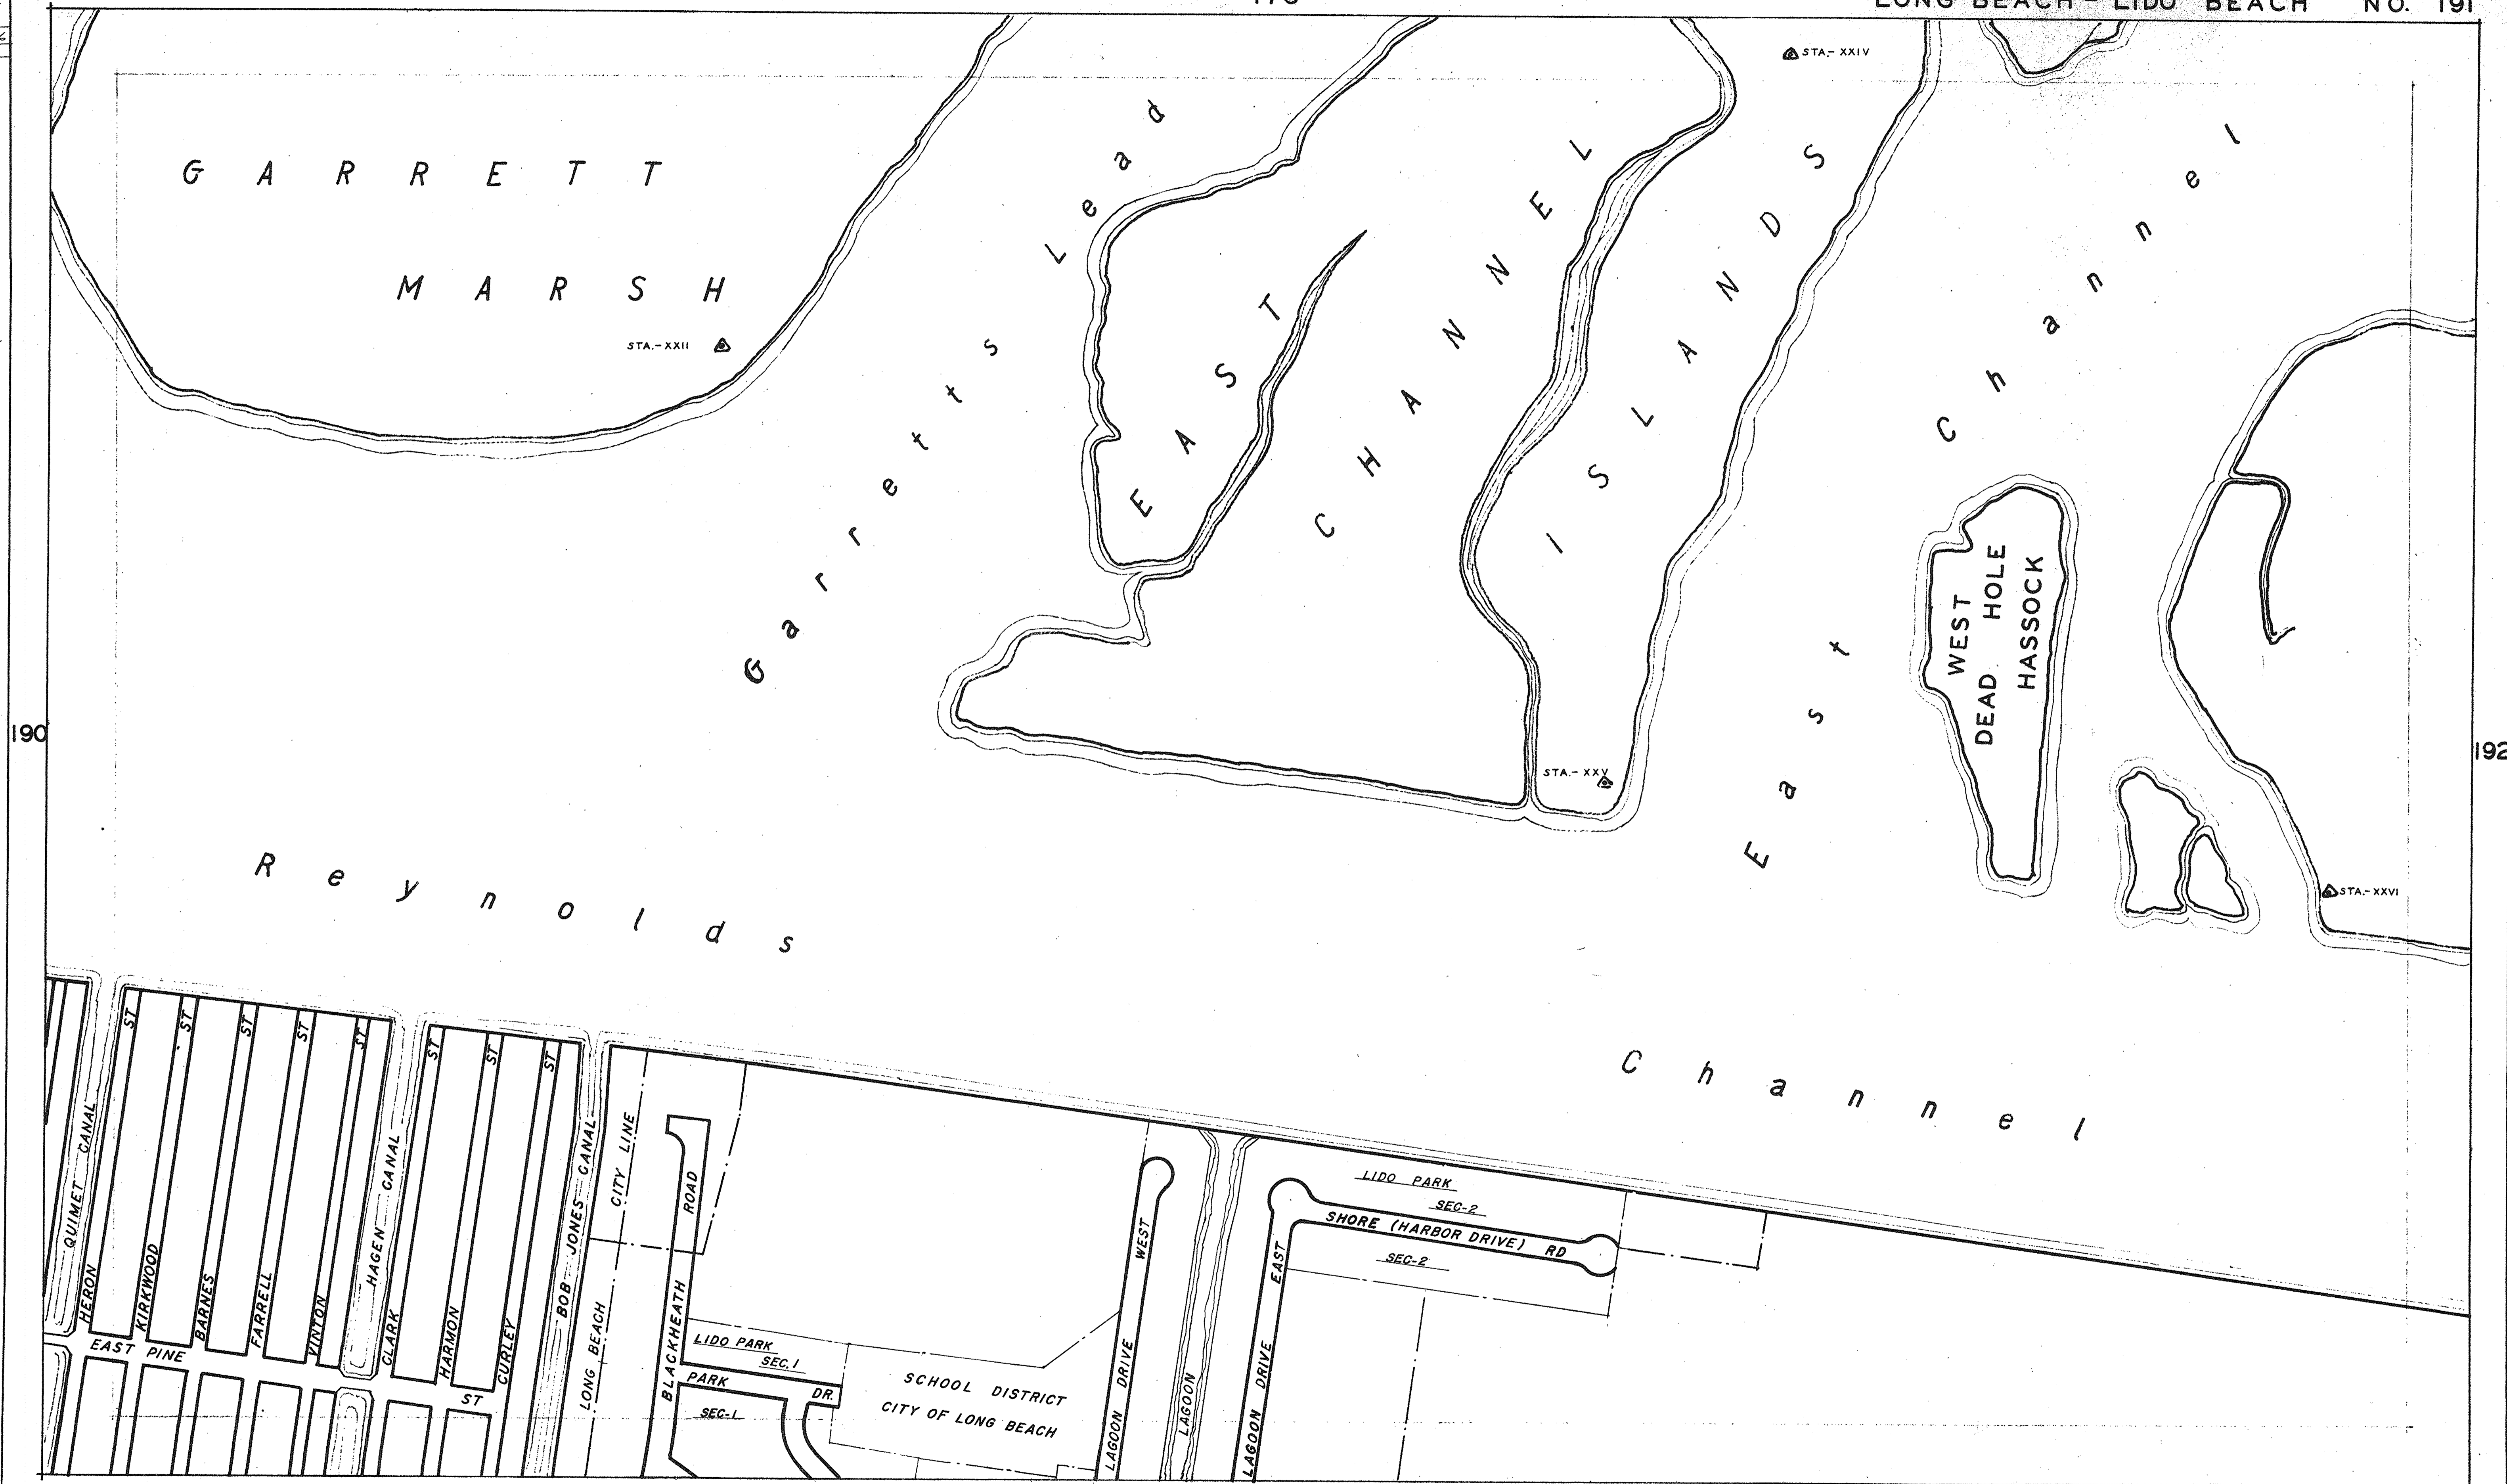 LONG BEACH - LIDO BEACH NO. 191
STA.-XXIV
GARRETT
MARSH
STA.-XXII
Garretts Lead
EAST
CHANNEL
ISLANDS
East Channel
WEST
DEAD HOLE
HASSOCK
190
192
STA.-XXV
STA.-XXVI
Reynolds
Channel
QUIMET CANAL
HERON ST
KIRKWOOD ST
BARNES ST
FARRELL ST
VINTON ST
HAGEN CANAL
CLARK ST
HARMON ST
CURLEY ST
BOB JONES CANAL
LONG BEACH CITY LINE
BLACKHEATH ROAD
EAST PINE ST
LIDO PARK
SEC. 1
PARK DR.
SEC-1
SCHOOL DISTRICT
CITY OF LONG BEACH
LAGOON DRIVE WEST
LAGOON
LAGOON DRIVE EAST
LIDO PARK
SEC-2
SHORE (HARBOR DRIVE) RD
SEC-2